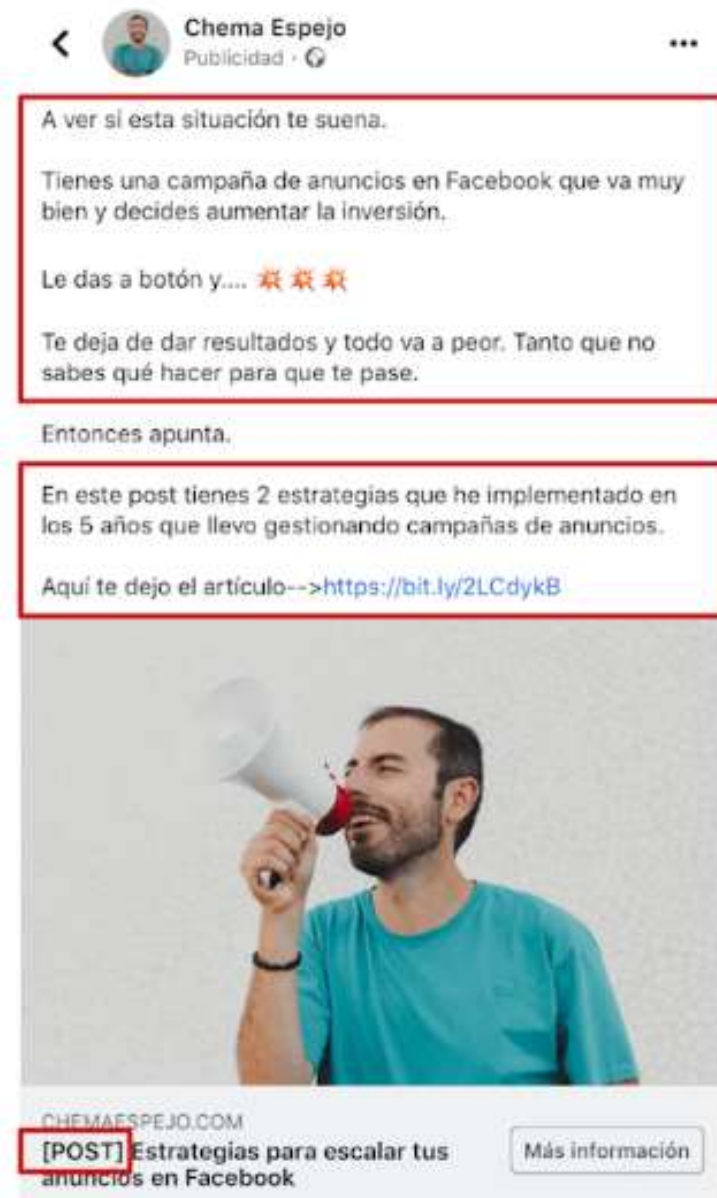 Chema Espejo
Publicidad ·
A ver si esta situación te suena.
Tienes una campaña de anuncios en Facebook que va muy
bien y decides aumentar la inversión.
Le das a botón y.... 💥 💥 💥
Te deja de dar resultados y todo va a peor. Tanto que no
sabes qué hacer para que te pase.
Entonces apunta.
En este post tienes 2 estrategias que he implementado en
los 5 años que llevo gestionando campañas de anuncios.
Aquí te dejo el artículo-->https://bit.ly/2LCdykB
CHEMAESPEJO.COM
[POST] Estrategias para escalar tus
anuncios en Facebook
Más información